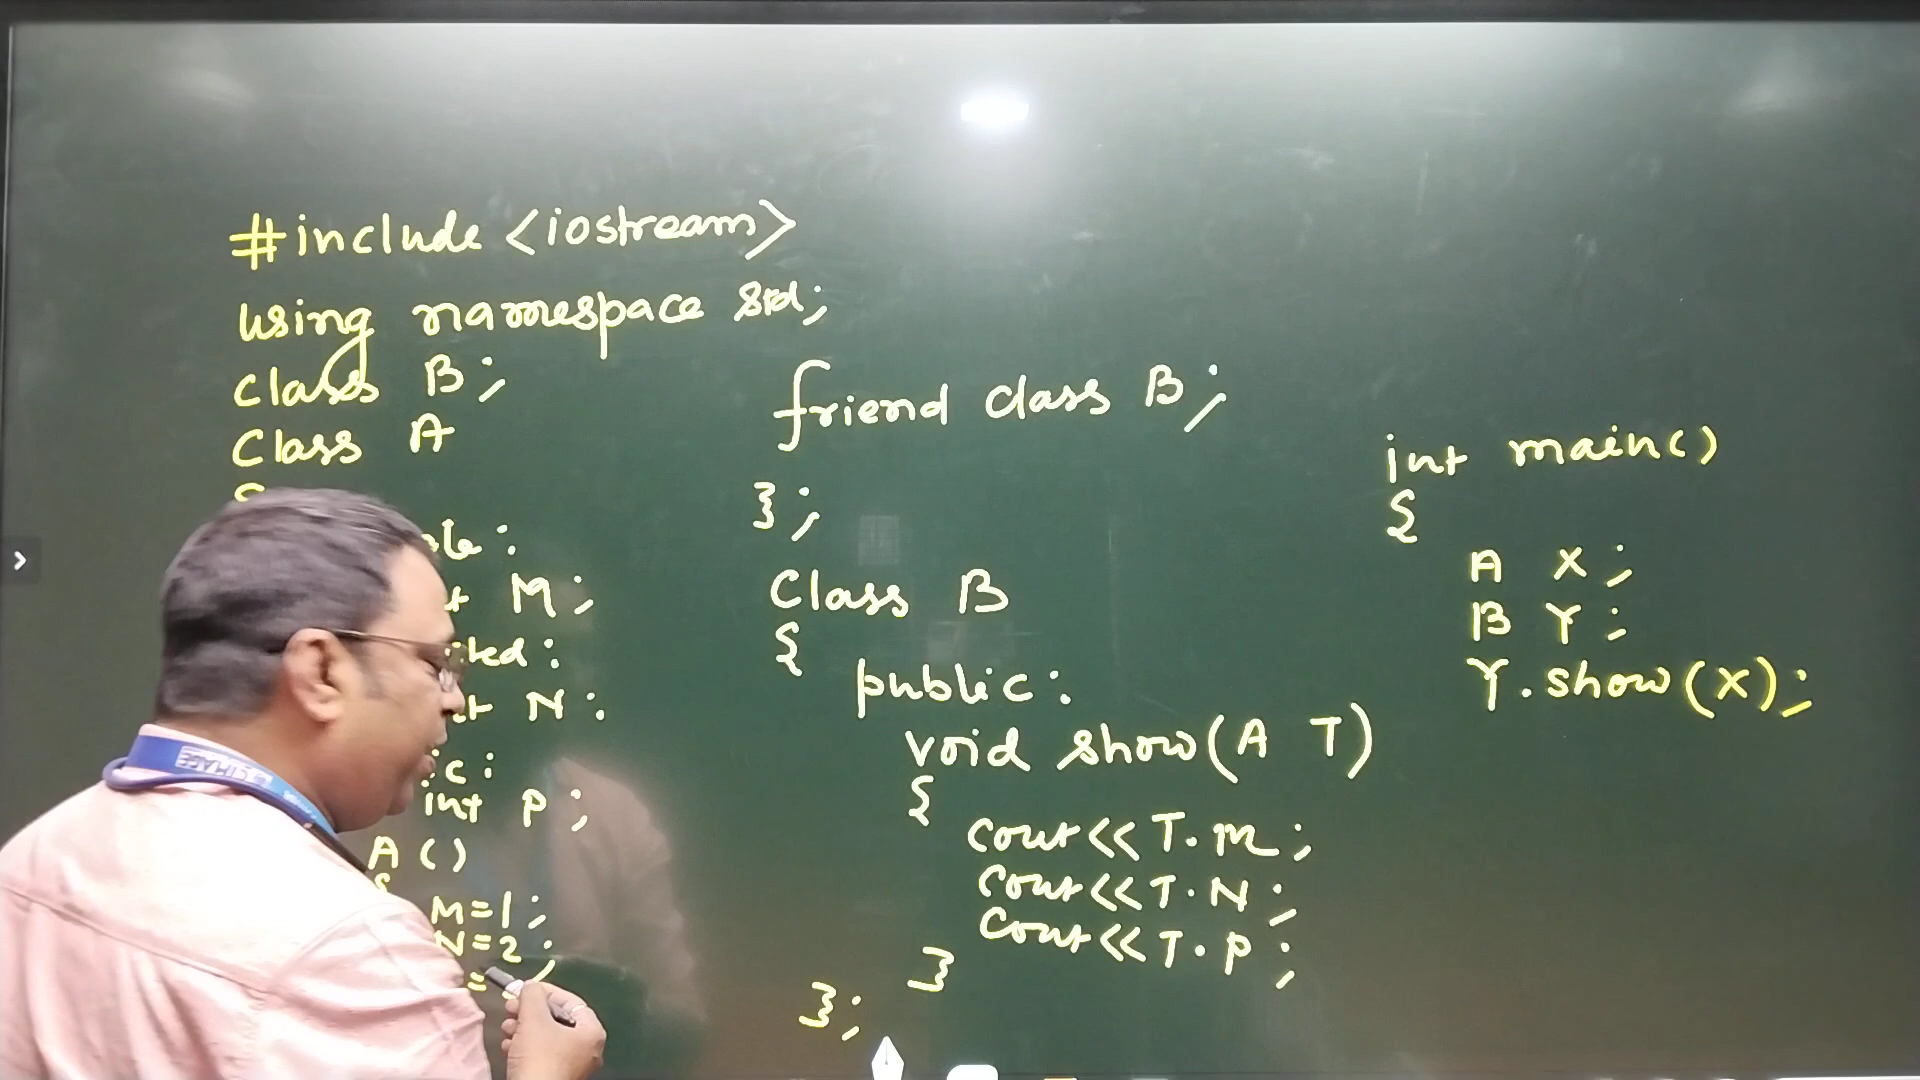 #include <iostream>
using namespace std;
Class B;
Class A
{
M;
N;
int P;
A ()
{
M=1;
N=2;
=
friend class B;
};
Class B
{
public:
void show(A T)
{
Cout<<T.M;
Cout<<T.N;
Cout<<T.P;
}
};
int main()
{
A X;
B Y;
Y.show(X);